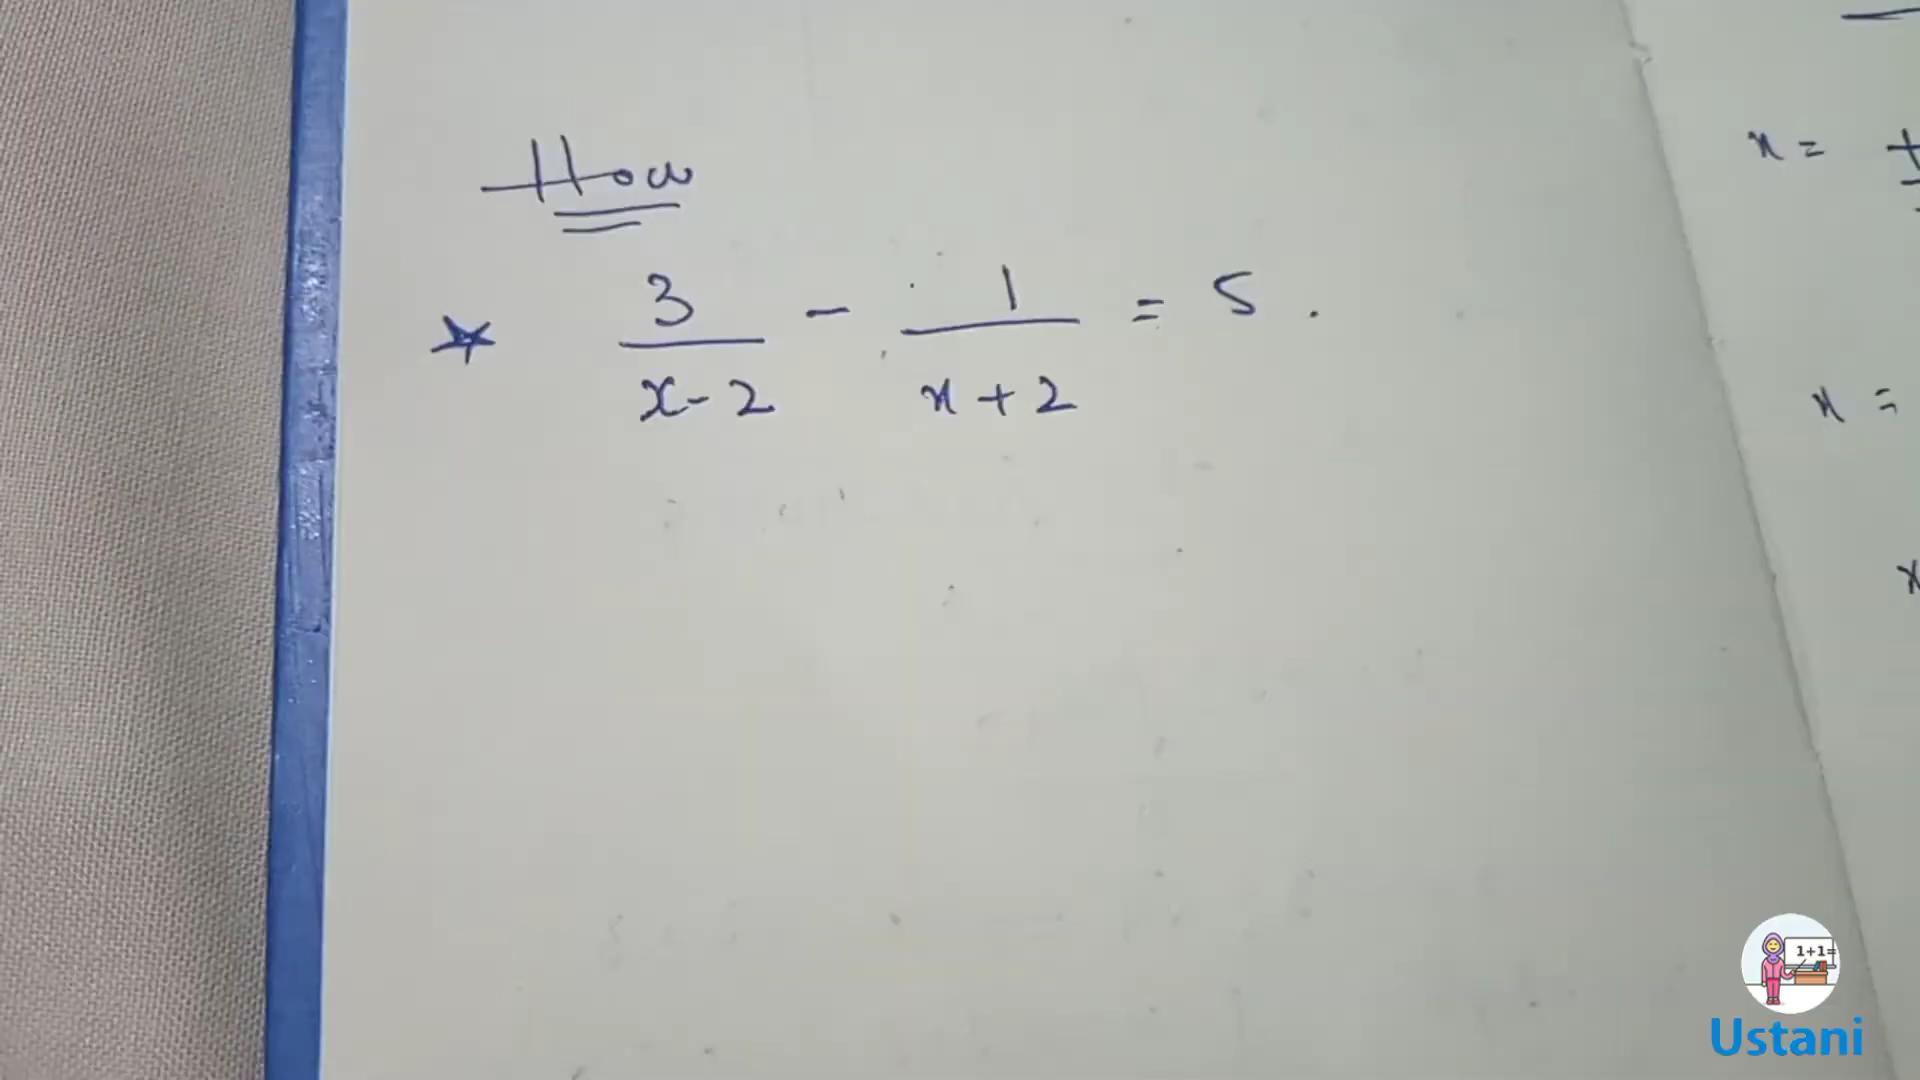 How
3/(x-2) - 1/(x+2) = 5.
x =
x =
x
1+1=
Ustani